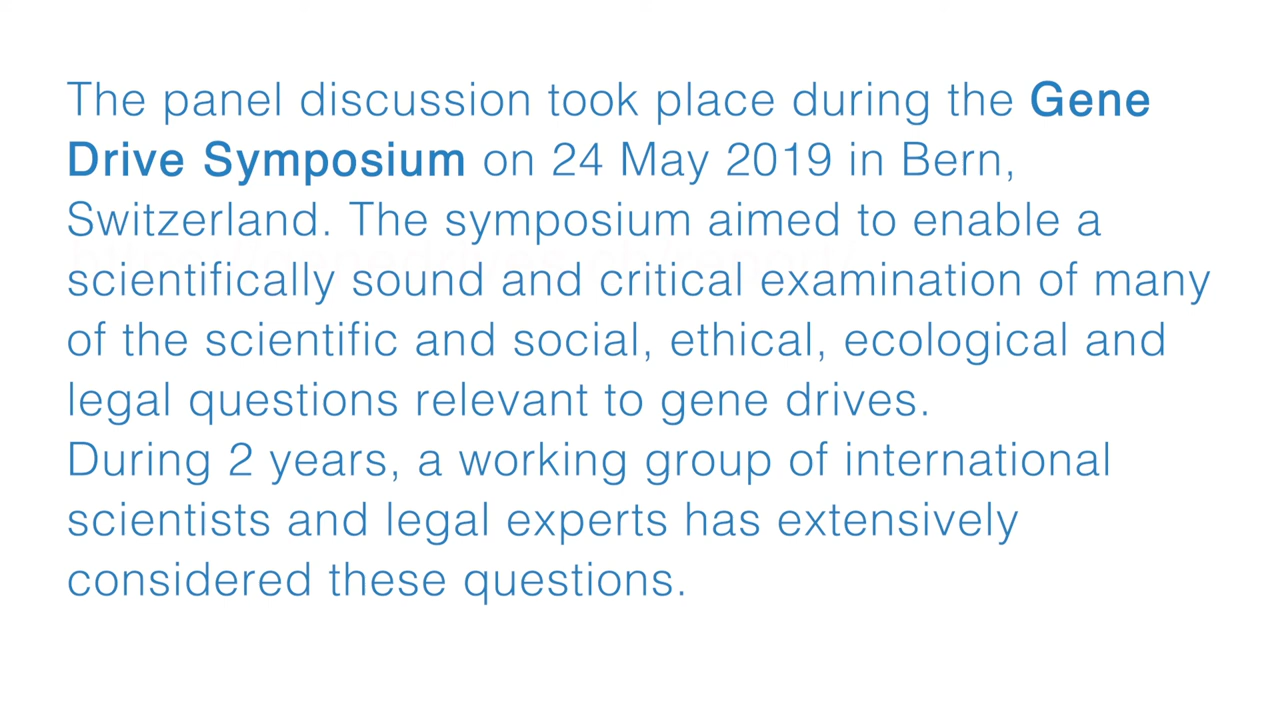 The panel discussion took place during the Gene
Drive Symposium on 24 May 2019 in Bern,
Switzerland. The symposium aimed to enable a
scientifically sound and critical examination of many
of the scientific and social, ethical, ecological and
legal questions relevant to gene drives.
During 2 years, a working group of international
scientists and legal experts has extensively
considered these questions.